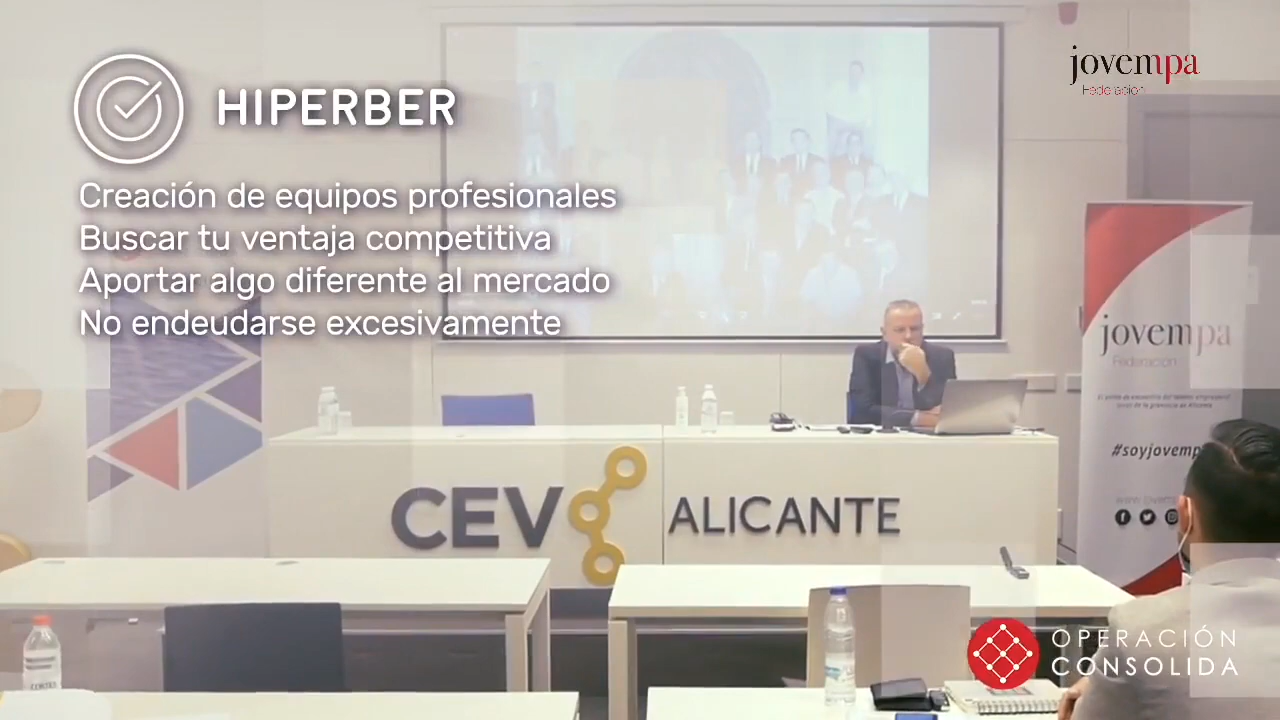 HIPERBER
Creación de equipos profesionales
Buscar tu ventaja competitiva
Aportar algo diferente al mercado
No endeudarse excesivamente
jovempa
Federación
jovempa
Federación
#soyjovemp
CEV
ALICANTE
OPERACIÓN
CONSOLIDA